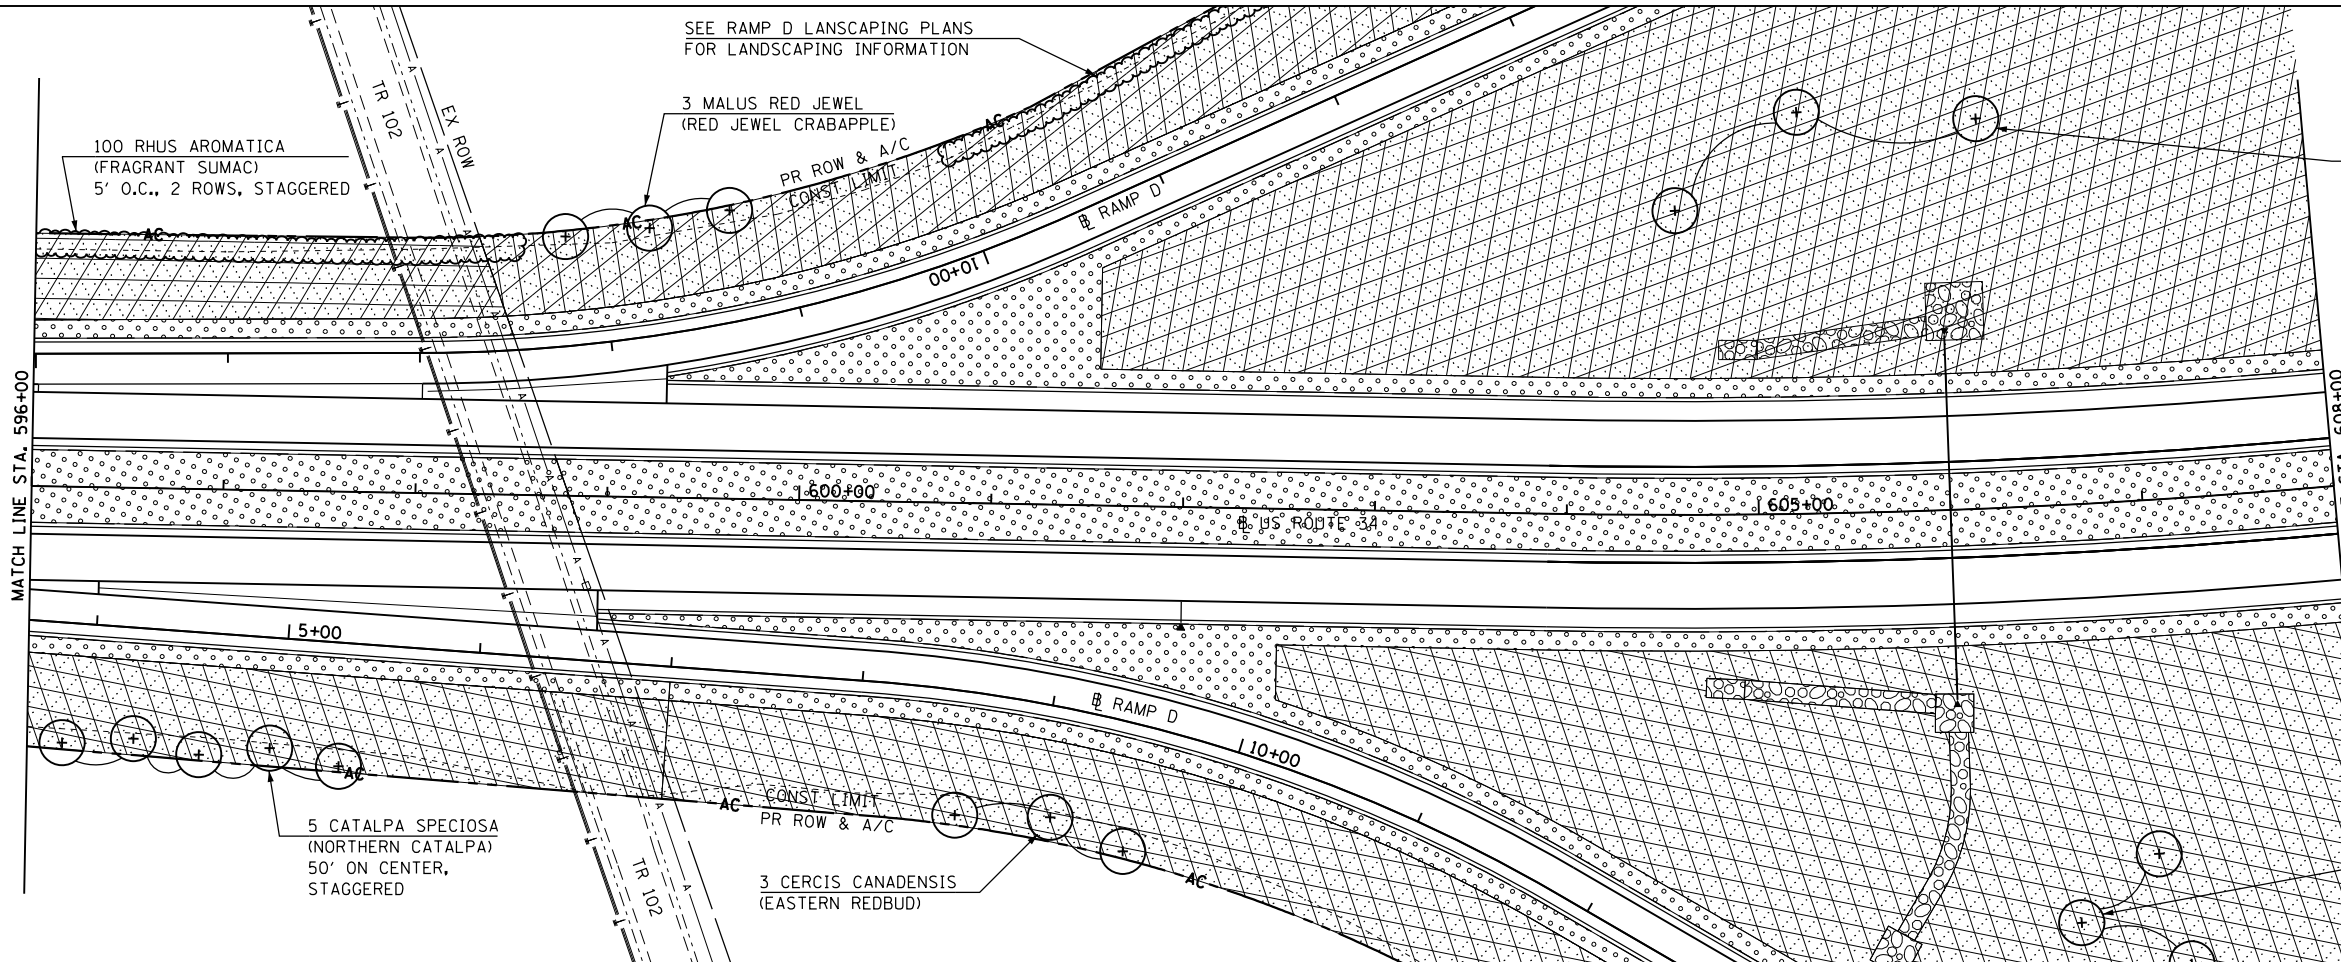 SEE RAMP D LANSCAPING PLANS
FOR LANDSCAPING INFORMATION
3 MALUS RED JEWEL
(RED JEWEL CRABAPPLE)
100 RHUS AROMATICA
(FRAGRANT SUMAC)
5' O.C., 2 ROWS, STAGGERED
TR 102
EX ROW
A
A
AC
AC
AC
PR ROW & A/C
CONST LIMIT
B RAMP D
110+00
MATCH LINE STA. 596+00
600+00
605+00
B US ROUTE 34
608+00
5+00
B RAMP D
10+00
AC
AC
CONST LIMIT
PR ROW & A/C
AC
5 CATALPA SPECIOSA
(NORTHERN CATALPA)
50' ON CENTER,
STAGGERED
3 CERCIS CANADENSIS
(EASTERN REDBUD)
TR 102